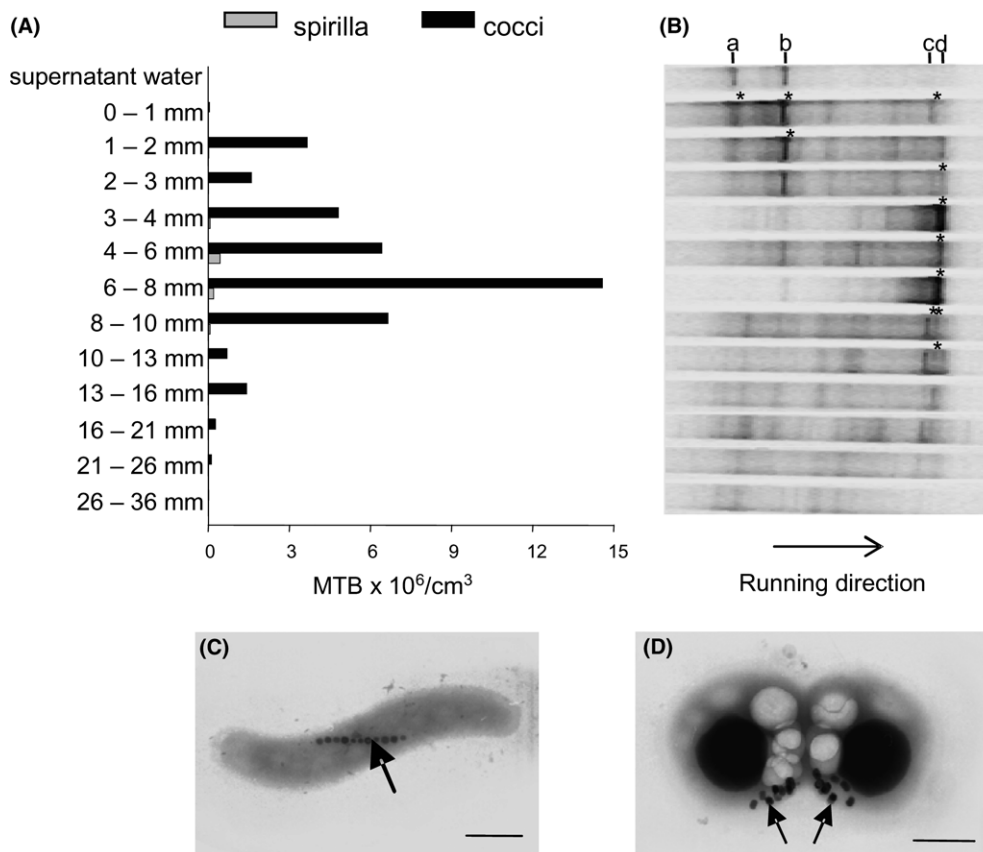 (A)
spirilla
cocci
supernatant water
0 – 1 mm
1 – 2 mm
2 – 3 mm
3 – 4 mm
4 – 6 mm
6 – 8 mm
8 – 10 mm
10 – 13 mm
13 – 16 mm
16 – 21 mm
21 – 26 mm
26 – 36 mm
0 3 6 9 12 15
MTB x 10⁶/cm³
(B)
a b cd
* * *
*
*
*
*
*
**
*
Running direction
(C)
(D)